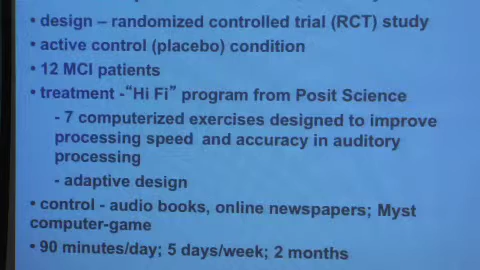 • design – randomized controlled trial (RCT) study
• active control (placebo) condition
• 12 MCI patients
• treatment -“Hi Fi” program from Posit Science
- 7 computerized exercises designed to improve
processing speed and accuracy in auditory
processing
- adaptive design
• control - audio books, online newspapers; Myst
computer-game
• 90 minutes/day; 5 days/week; 2 months